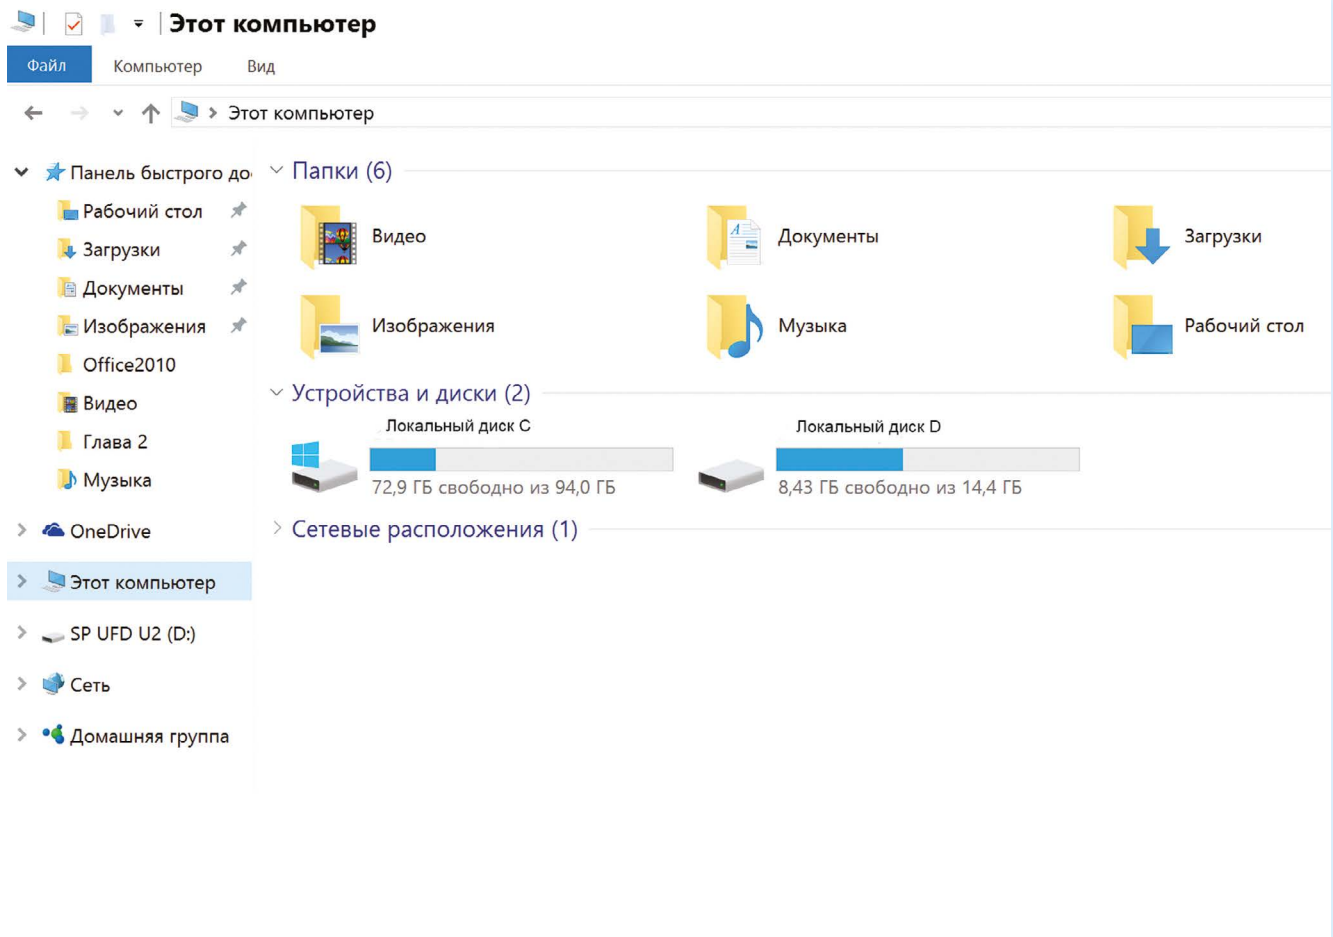 Этот компьютер
Файл Компьютер Вид
Этот компьютер
Панель быстрого до
Рабочий стол
Загрузки
Документы
Изображения
Office2010
Видео
Глава 2
Музыка
OneDrive
Этот компьютер
SP UFD U2 (D:)
Сеть
Домашняя группа
Папки (6)
Видео Документы Загрузки
Изображения Музыка Рабочий стол
Устройства и диски (2)
Локальный диск C Локальный диск D
72,9 ГБ свободно из 94,0 ГБ 8,43 ГБ свободно из 14,4 ГБ
Сетевые расположения (1)